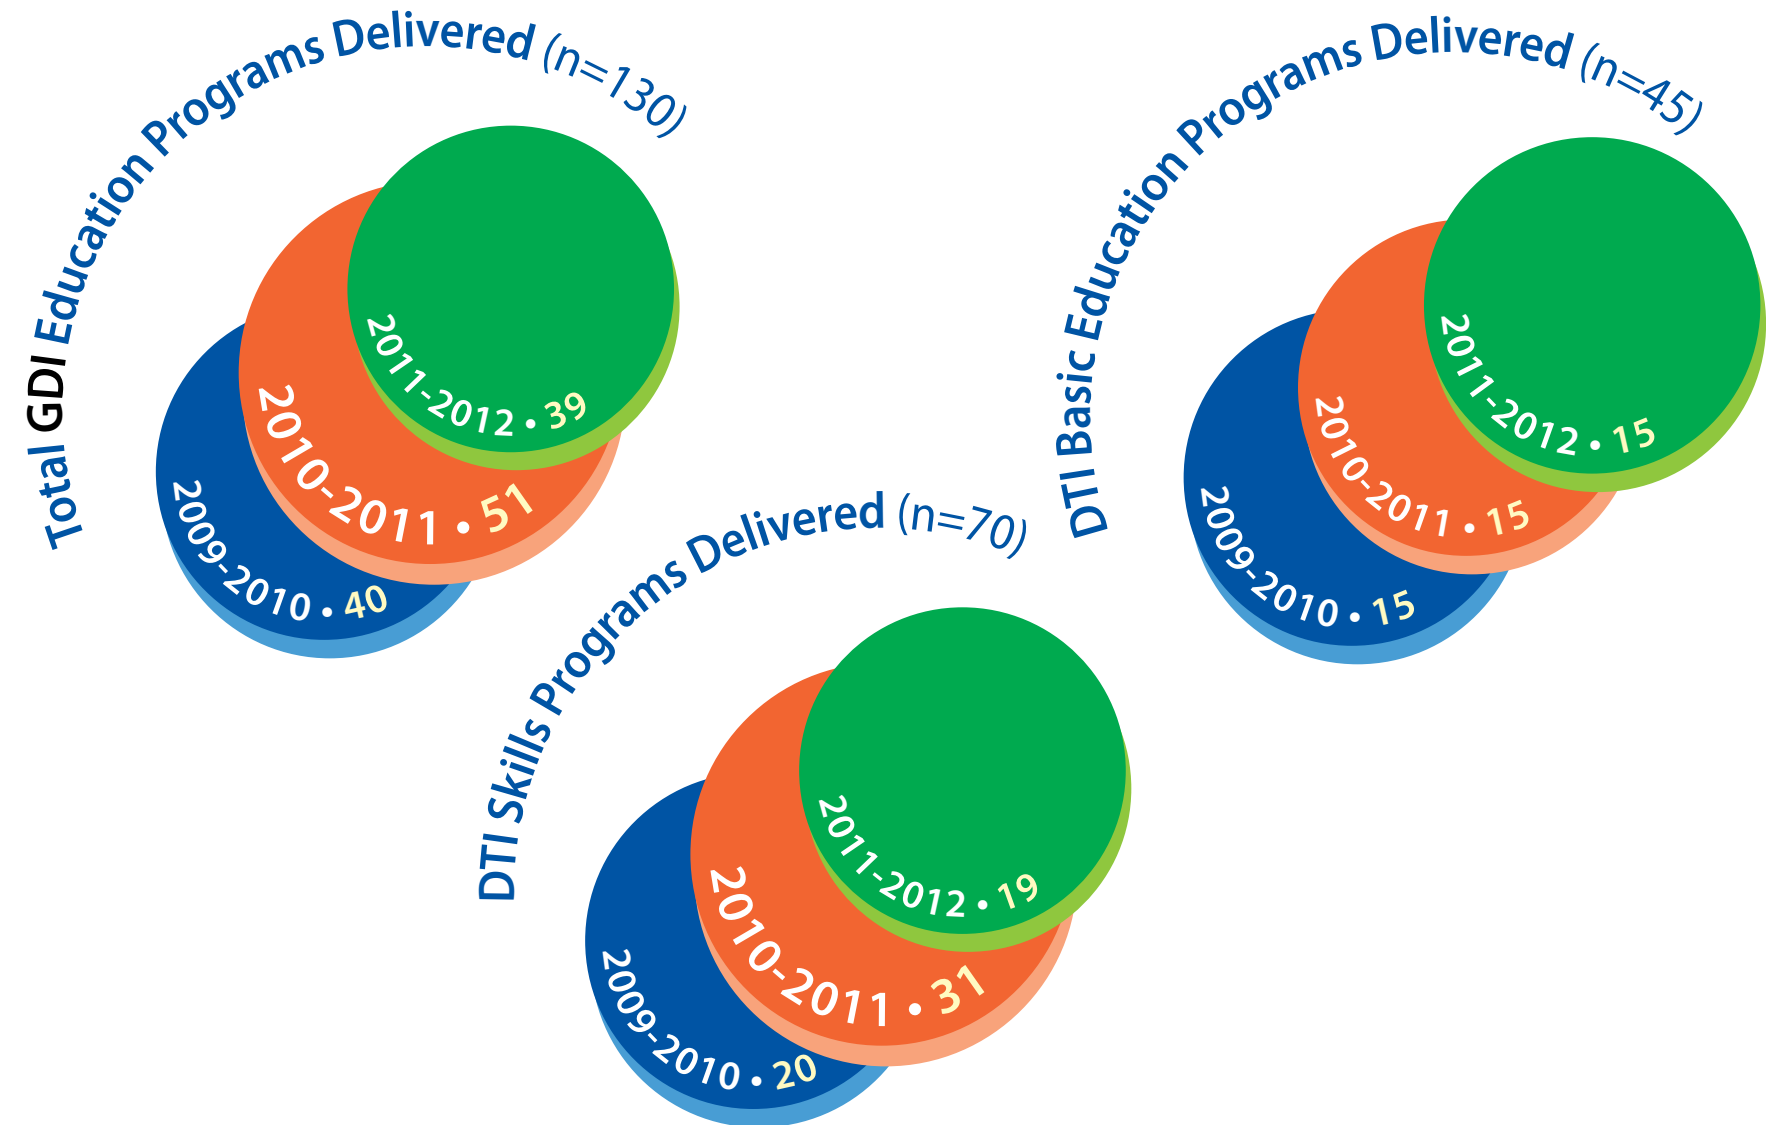 Total GDI Education Programs Delivered (n=130)
2011-2012 • 39
2010-2011 • 51
2009-2010 • 40
DTI Basic Education Programs Delivered (n=45)
2011-2012 • 15
2010-2011 • 15
2009-2010 • 15
DTI Skills Programs Delivered (n=70)
2011-2012 • 19
2010-2011 • 31
2009-2010 • 20